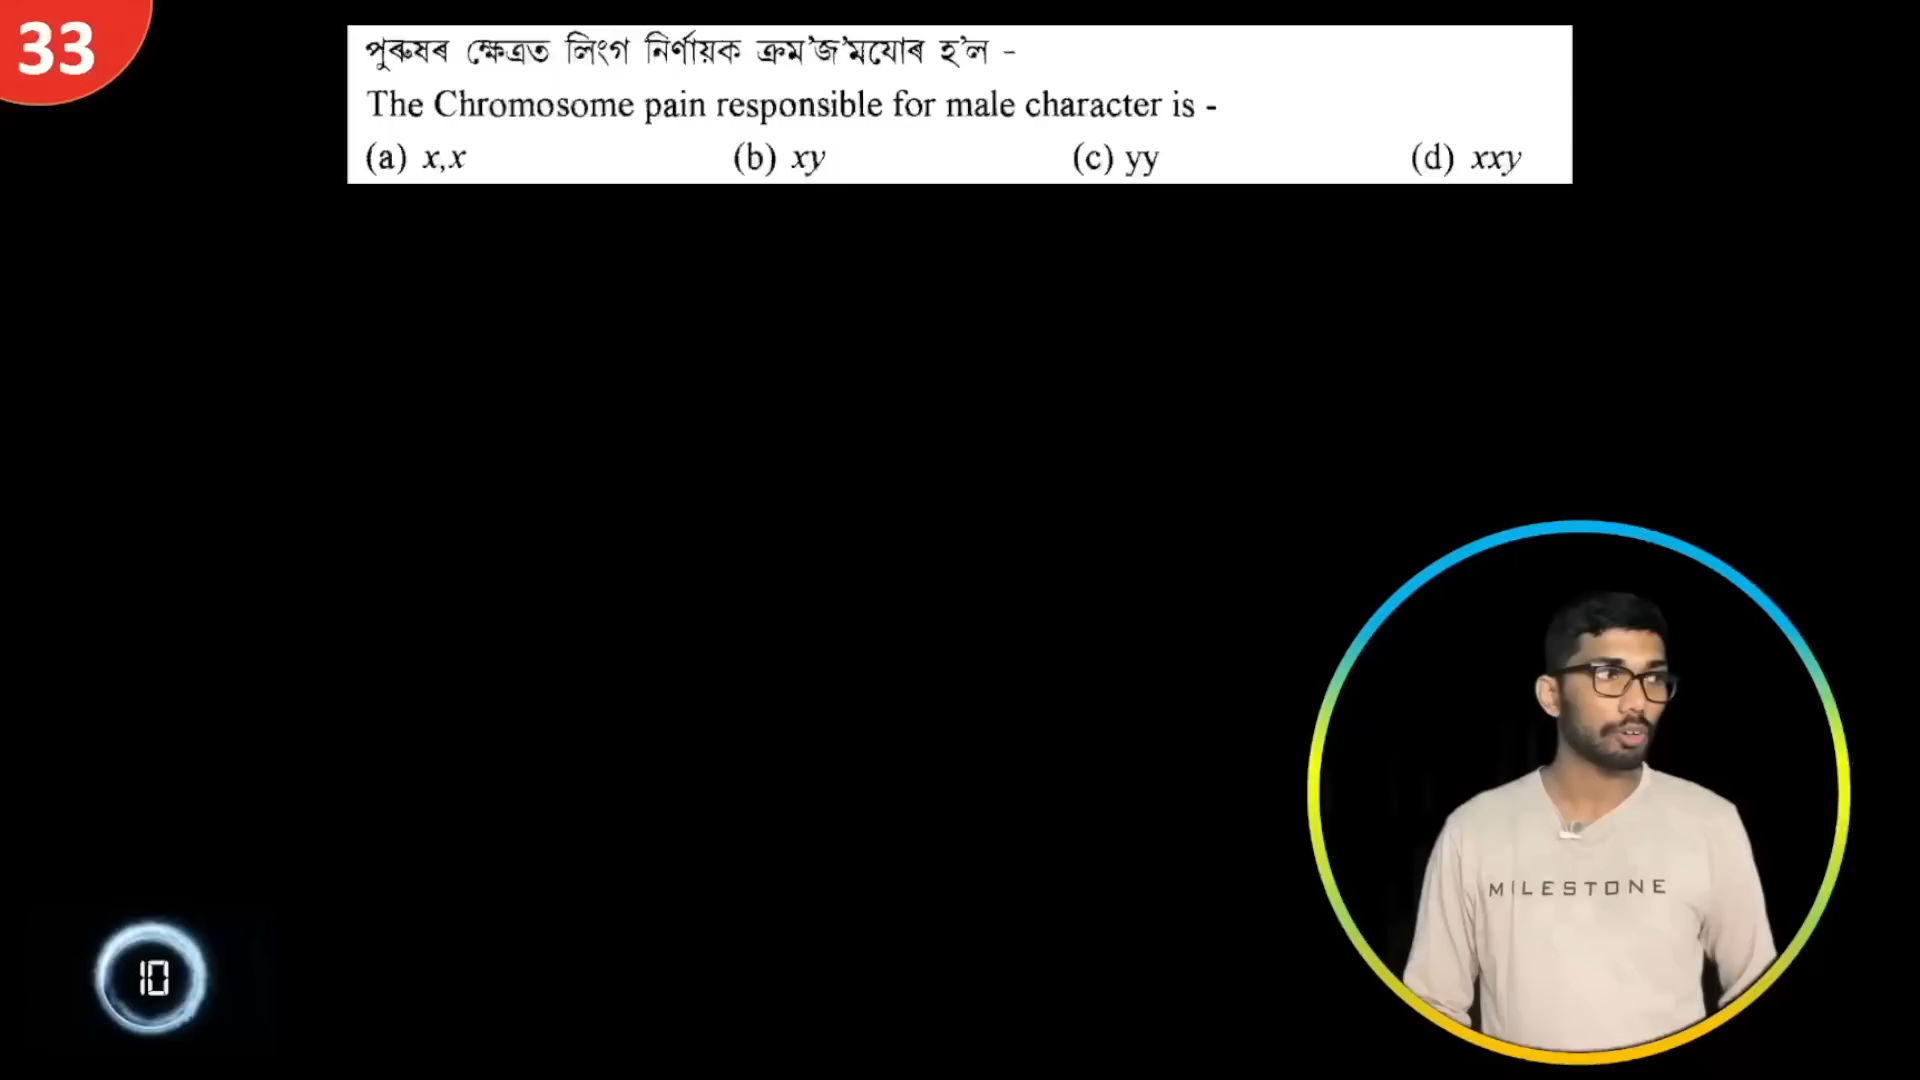 33
পুৰুষৰ ক্ষেত্ৰত লিংগ নিৰ্ণায়ক ক্ৰম'জ'মযোৰ হ'ল -
The Chromosome pain responsible for male character is -
(a) x,x (b) xy (c) yy (d) xxy
MILESTONE
10